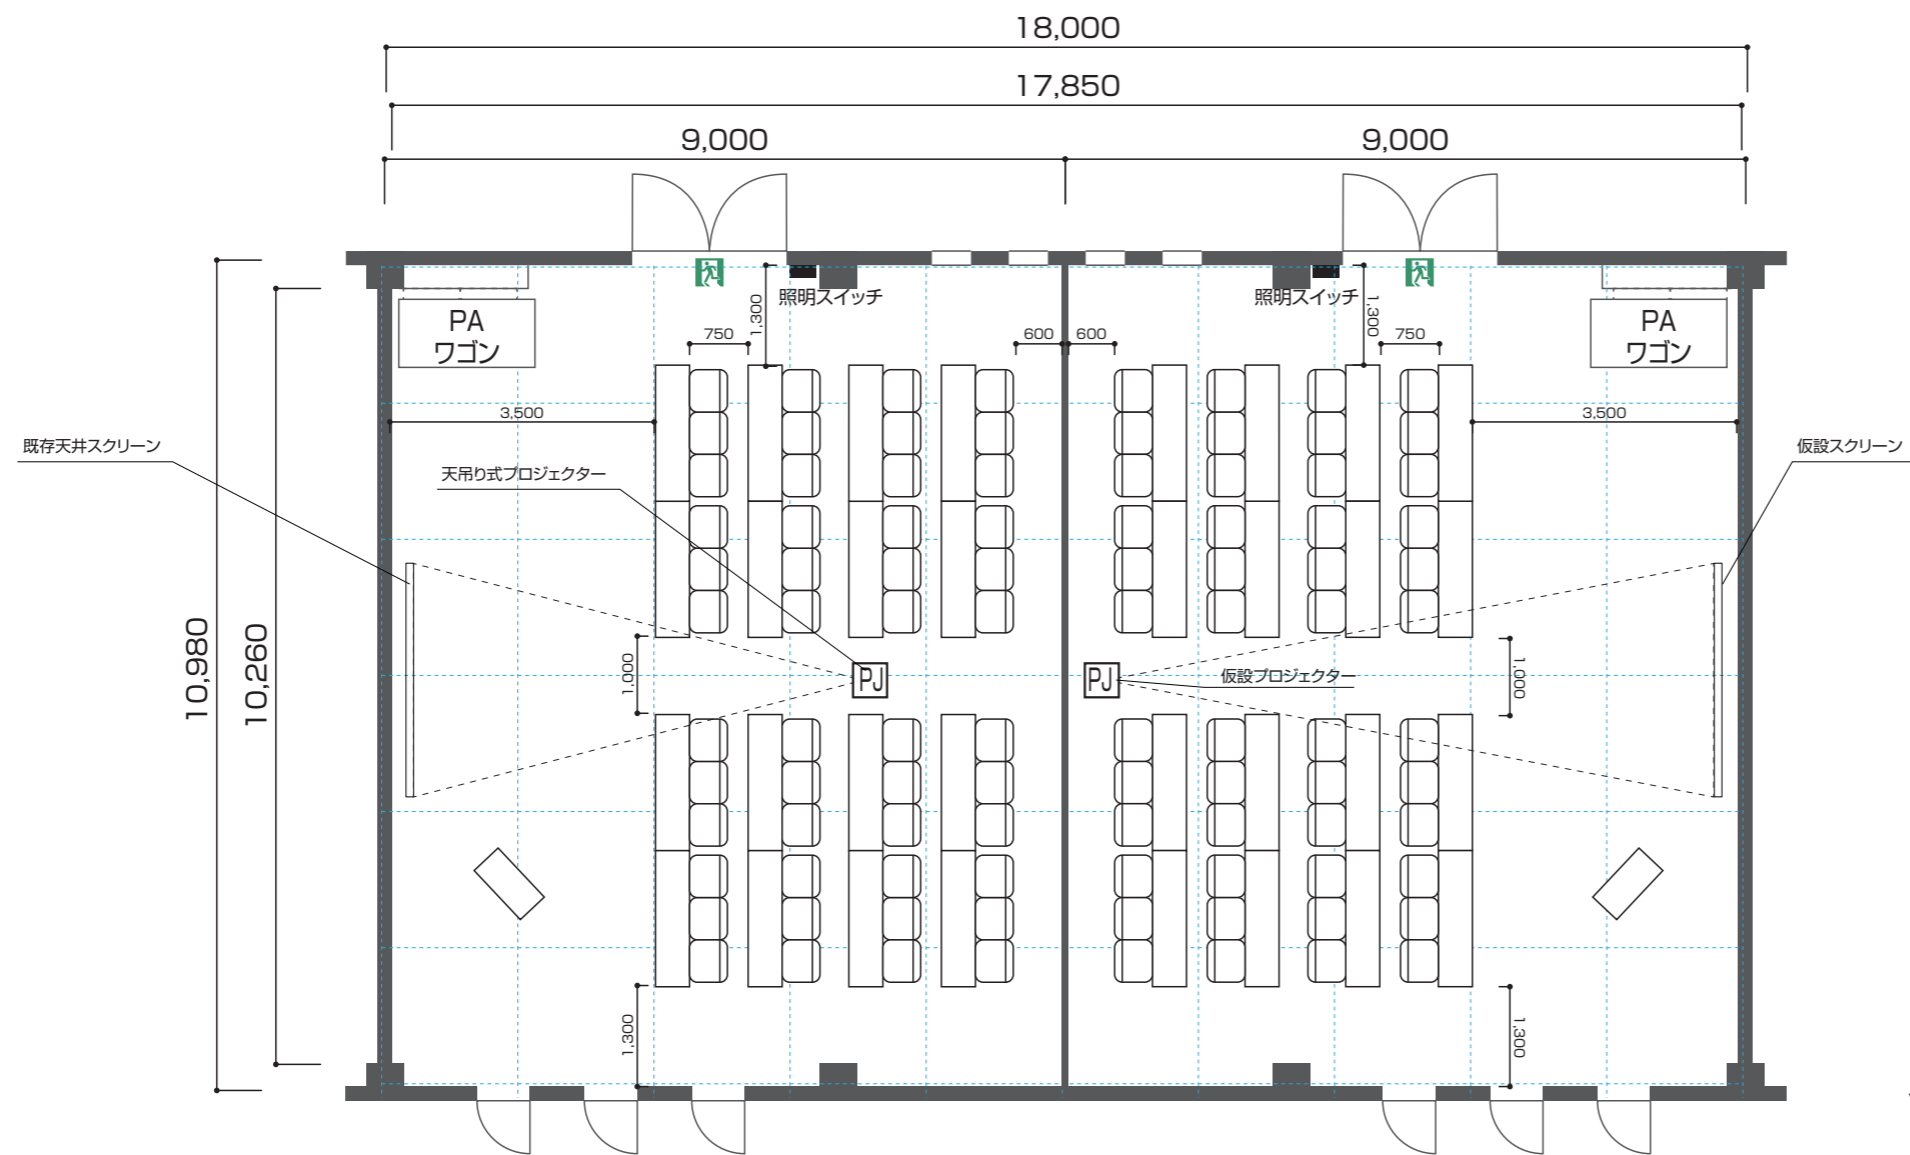 18,000
17,850
9,000
9,000
照明スイッチ
照明スイッチ
PA
ワゴン
PA
ワゴン
1,300
1,300
750
600
600
750
3,500
3,500
既存天井スクリーン
仮設スクリーン
天吊り式プロジェクター
10,980
10,260
1,000
PJ
PJ
仮設プロジェクター
1,000
1,300
1,300